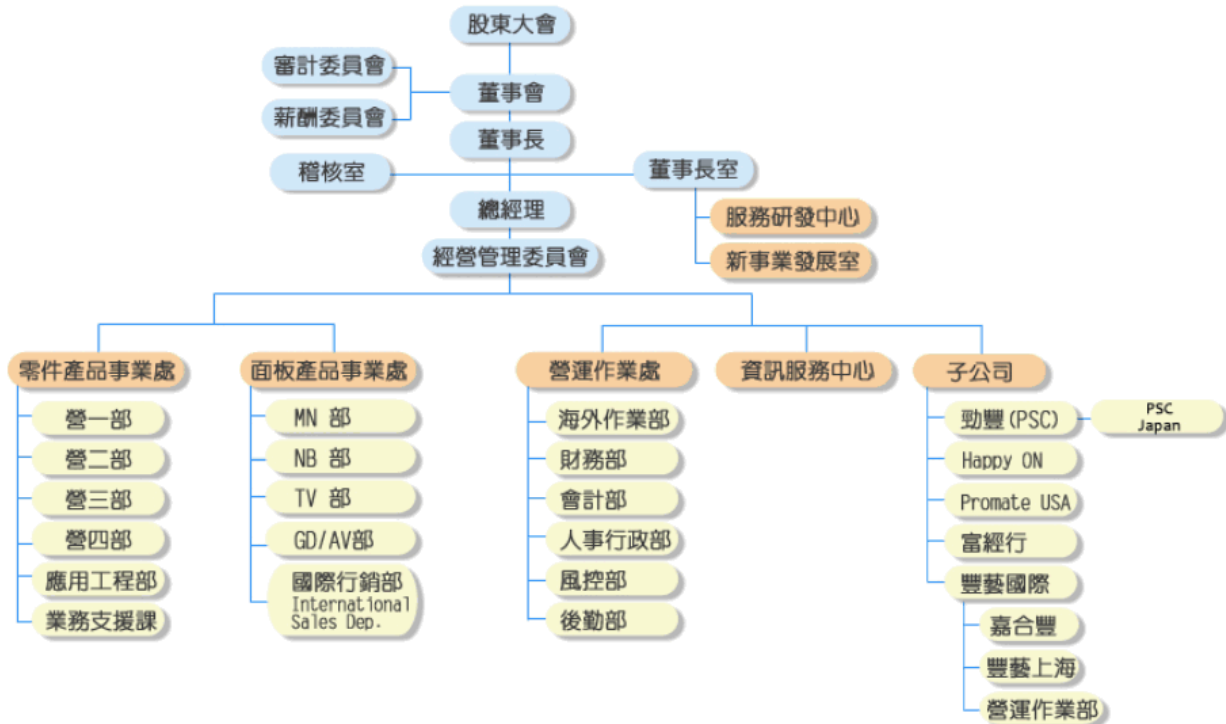 股東大會
審計委員會
董事會
薪酬委員會
董事長
稽核室
董事長室
總經理
服務研發中心
經營管理委員會
新事業發展室
零件產品事業處
營一部
營二部
營三部
營四部
應用工程部
業務支援課
面板產品事業處
MN 部
NB 部
TV 部
GD/AV部
國際行銷部
International
Sales Dep.
營運作業處
海外作業部
財務部
會計部
人事行政部
風控部
後勤部
資訊服務中心
子公司
勁豐(PSC)
PSC
Japan
Happy ON
Promate USA
富經行
豐藝國際
嘉合豐
豐藝上海
營運作業部